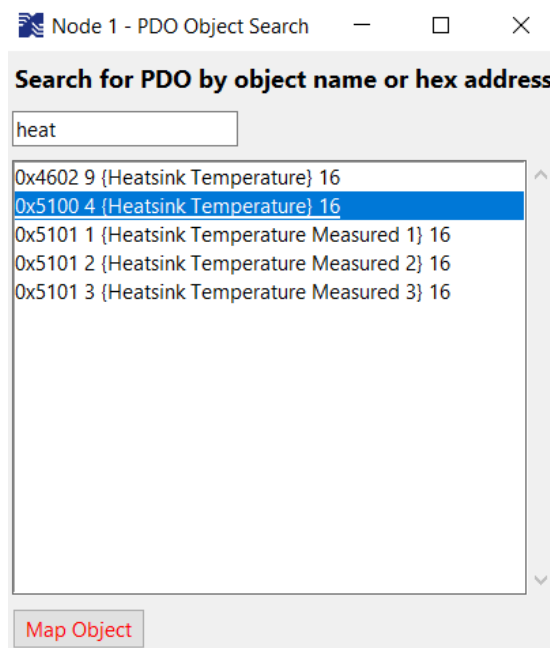 Node 1 - PDO Object Search
Search for PDO by object name or hex address
heat
0x4602 9 {Heatsink Temperature} 16
0x5100 4 {Heatsink Temperature} 16
0x5101 1 {Heatsink Temperature Measured 1} 16
0x5101 2 {Heatsink Temperature Measured 2} 16
0x5101 3 {Heatsink Temperature Measured 3} 16
Map Object